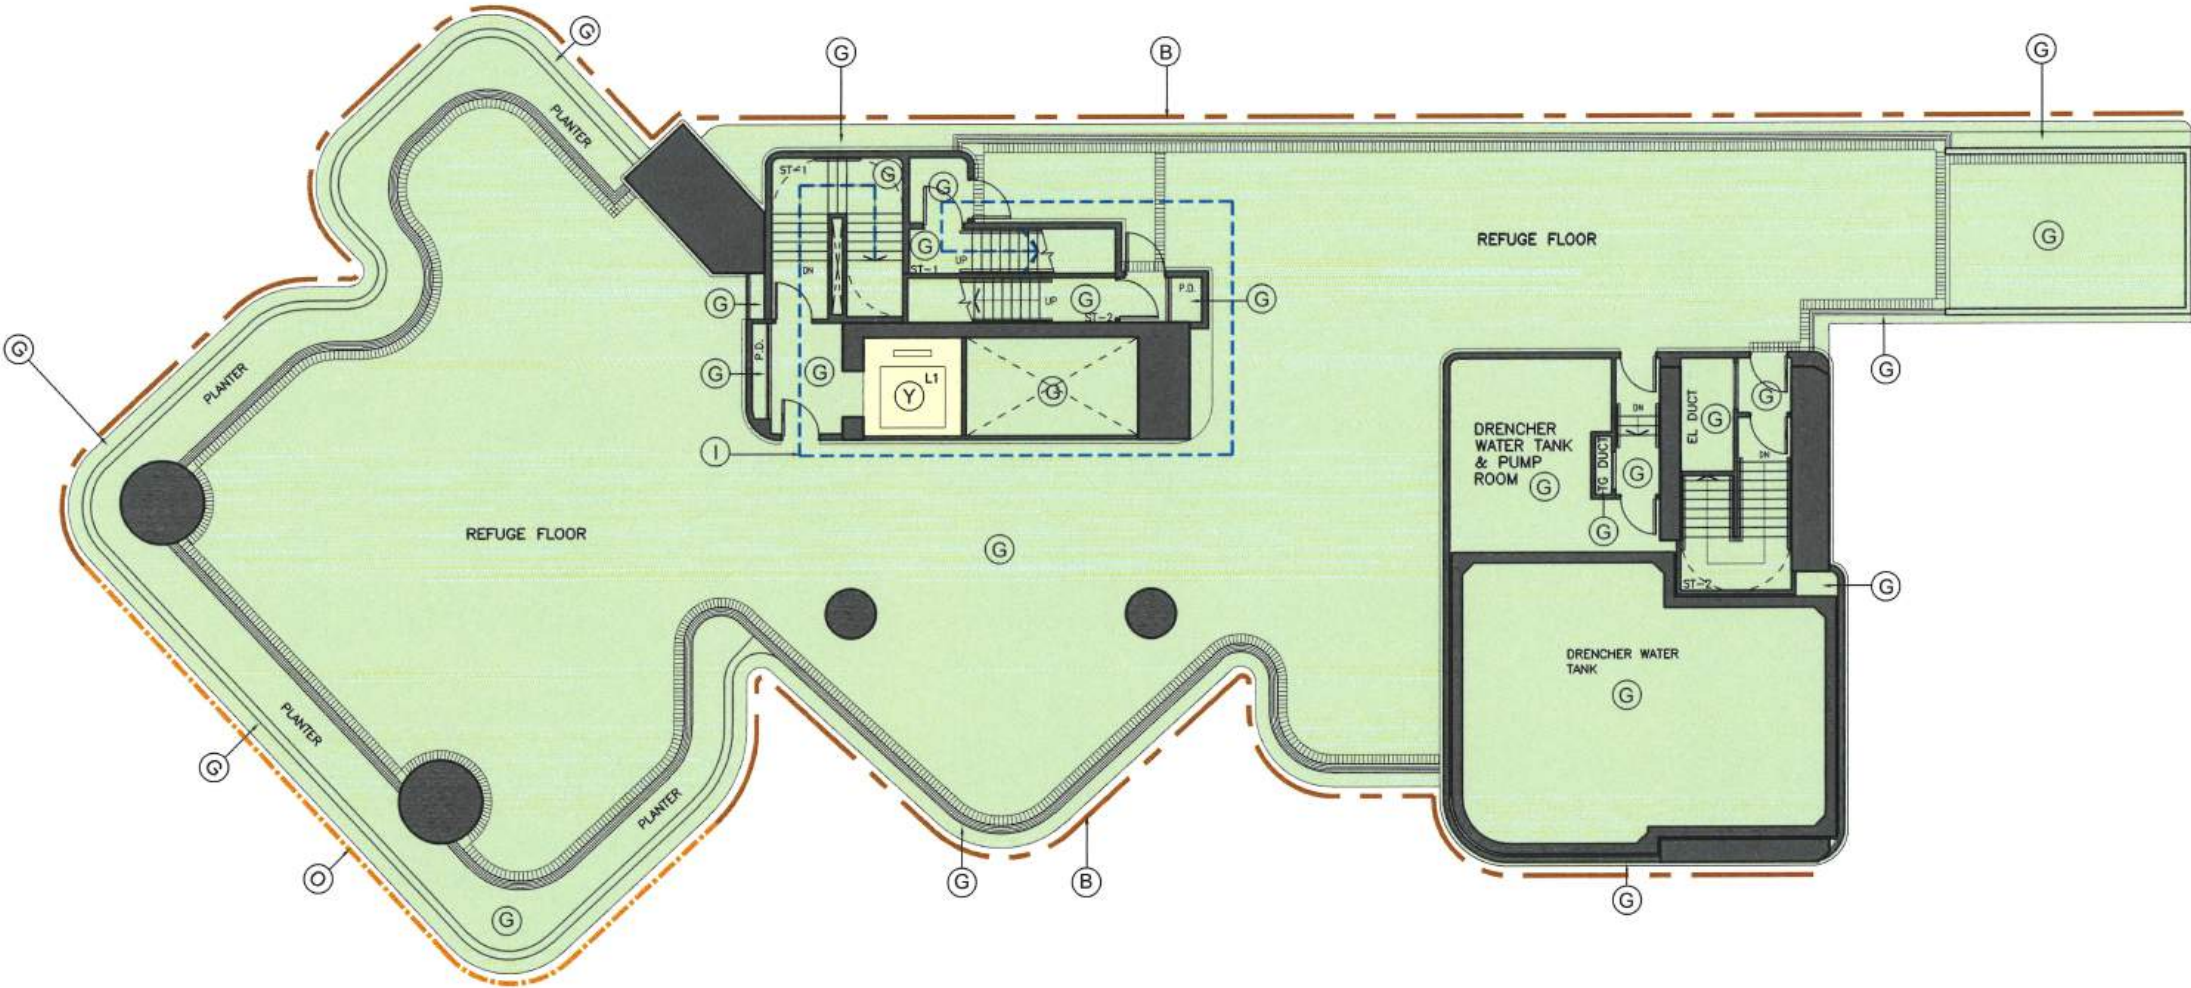 G
G
B
G
PLANTER
ST-1
G
G
G
ST-1
UP
DN
REFUGE FLOOR
G
G
P.D.
G
UP
G
ST-2
G
G
P.D.
G
L1
Y
G
G
PLANTER
I
G
DRENCHER
WATER TANK
& PUMP
ROOM
G
DN
TC DUCT
G
G
EL DUCT
G
G
DN
ST-2
G
REFUGE FLOOR
G
DRENCHER WATER
TANK
G
PLANTER
G
PLANTER
O
G
G
B
G